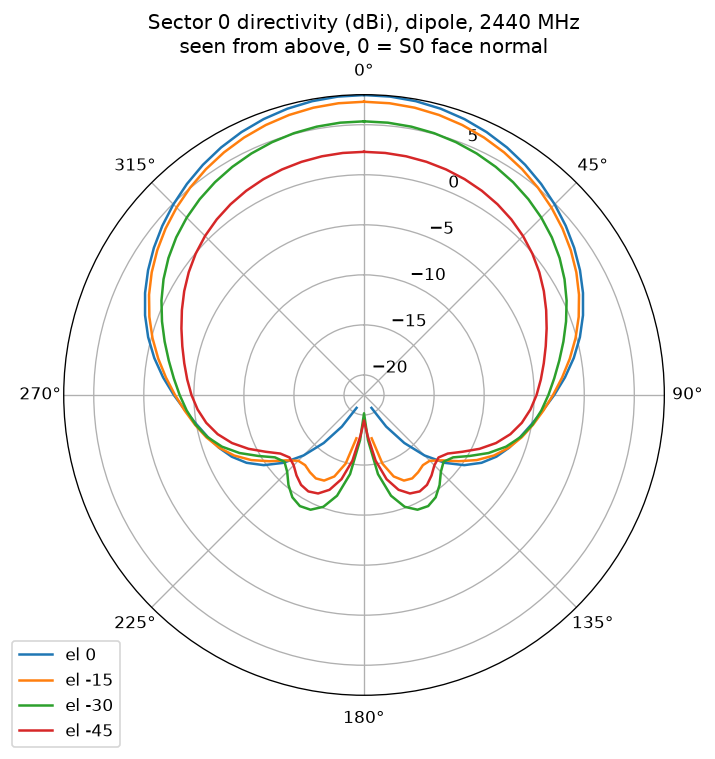 Sector 0 directivity (dBi), dipole, 2440 MHz
seen from above, 0 = S0 face normal
0°
315°
45°
5
0
−5
−10
−15
−20
270°
90°
225°
135°
180°
el 0
el -15
el -30
el -45